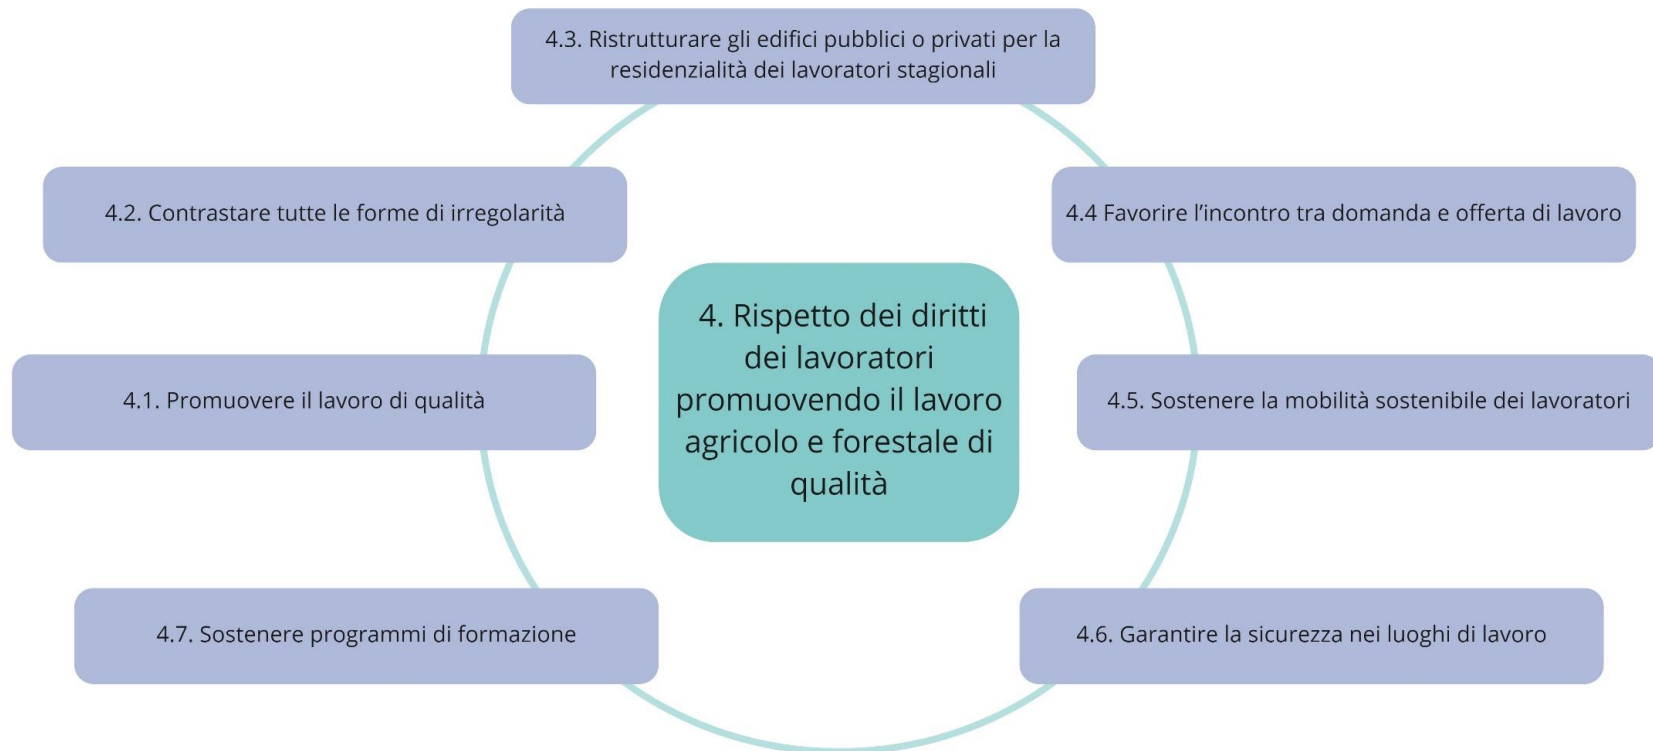 4.3. Ristrutturare gli edifici pubblici o privati per la
residenzialità dei lavoratori stagionali
4.2. Contrastare tutte le forme di irregolarità
4.4 Favorire l’incontro tra domanda e offerta di lavoro
4. Rispetto dei diritti
dei lavoratori
promuovendo il lavoro
agricolo e forestale di
qualità
4.1. Promuovere il lavoro di qualità
4.5. Sostenere la mobilità sostenibile dei lavoratori
4.7. Sostenere programmi di formazione
4.6. Garantire la sicurezza nei luoghi di lavoro